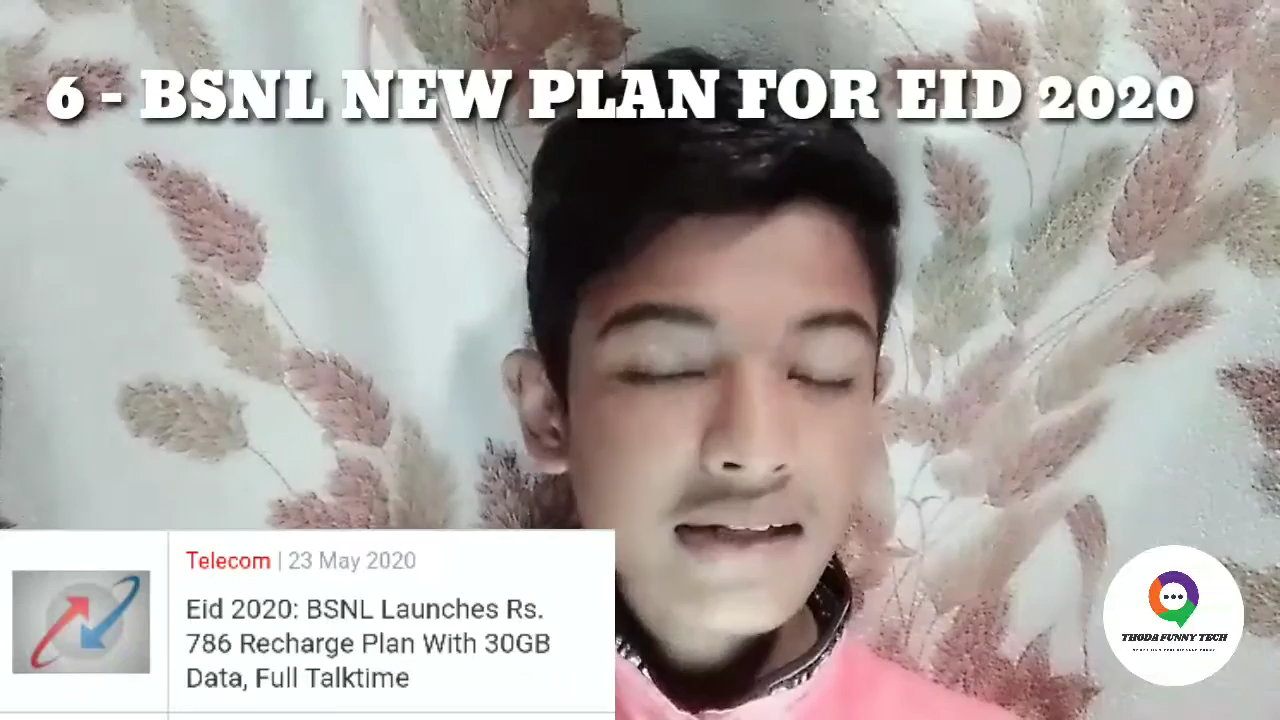 6 - BSNL NEW PLAN FOR EID 2020
Telecom | 23 May 2020
Eid 2020: BSNL Launches Rs.
786 Recharge Plan With 30GB
Data, Full Talktime
THODA FUNNY TECH